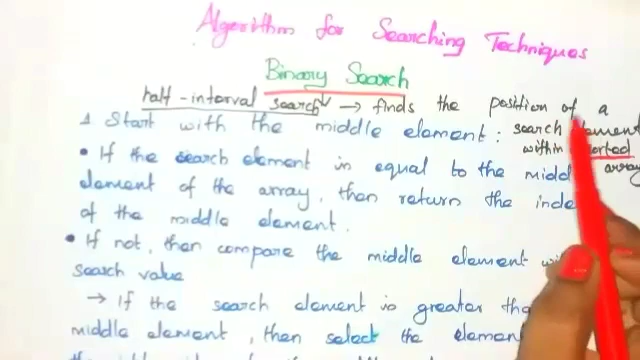 Algorithm for Searching Techniques
Binary Search
half-interval search → finds the position of a
search element
within sorted
array
1. Start with the middle element :
• If the search element is equal to the middle
element of the array, then return the index
of the middle element.
• If not, then compare the middle element
search value
→ If the search element is greater than
middle element, then select the